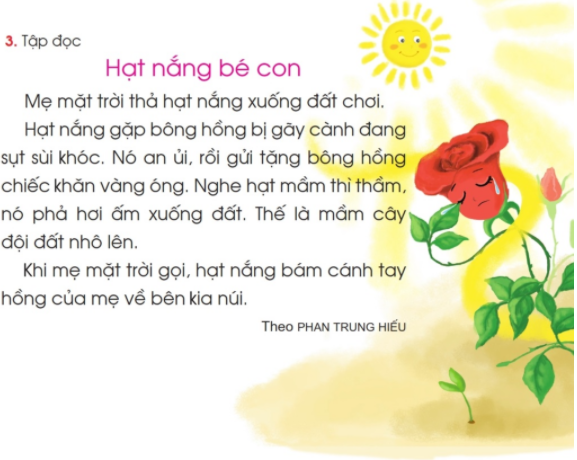 3. Tập đọc
Hạt nắng bé con
Mẹ mặt trời thả hạt nắng xuống đất chơi.
Hạt nắng gặp bông hồng bị gãy cành đang
sụt sùi khóc. Nó an ủi, rồi gửi tặng bông hồng
chiếc khăn vàng óng. Nghe hạt mầm thì thầm,
nó phả hơi ấm xuống đất. Thế là mầm cây
đội đất nhô lên.
Khi mẹ mặt trời gọi, hạt nắng bám cánh tay
hồng của mẹ về bên kia núi.
Theo PHAN TRUNG HIẾU